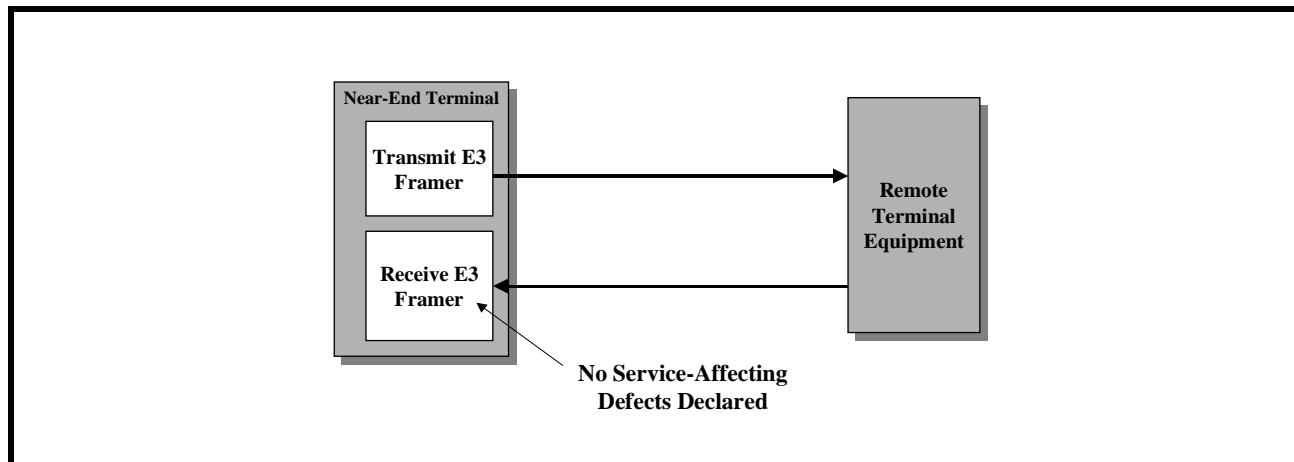 Near-End Terminal
Transmit E3
Framer
Receive E3
Framer
Remote
Terminal
Equipment
No Service-Affecting
Defects Declared